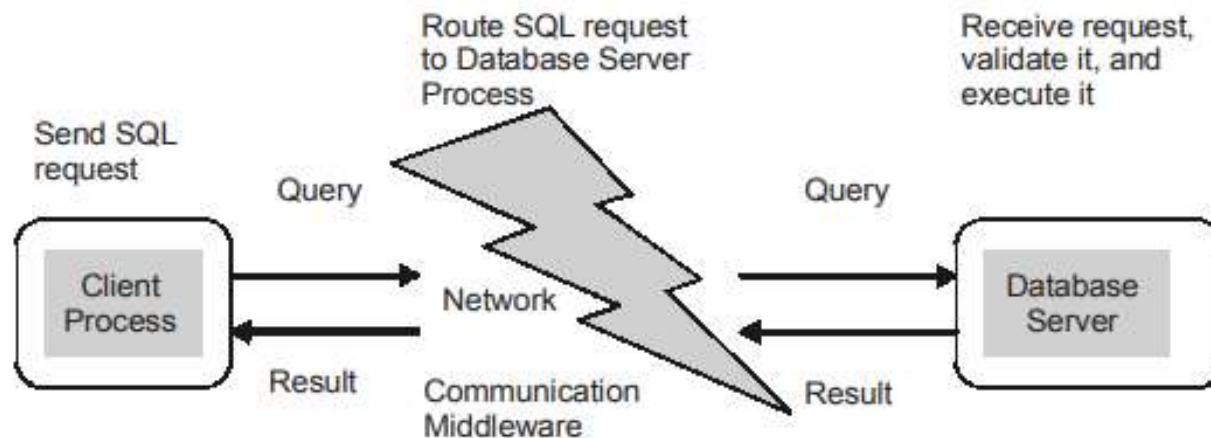 Route SQL request
to Database Server
Process
Receive request,
validate it, and
execute it
Send SQL
request
Query
Query
Client
Process
Network
Database
Server
Result
Communication
Middleware
Result